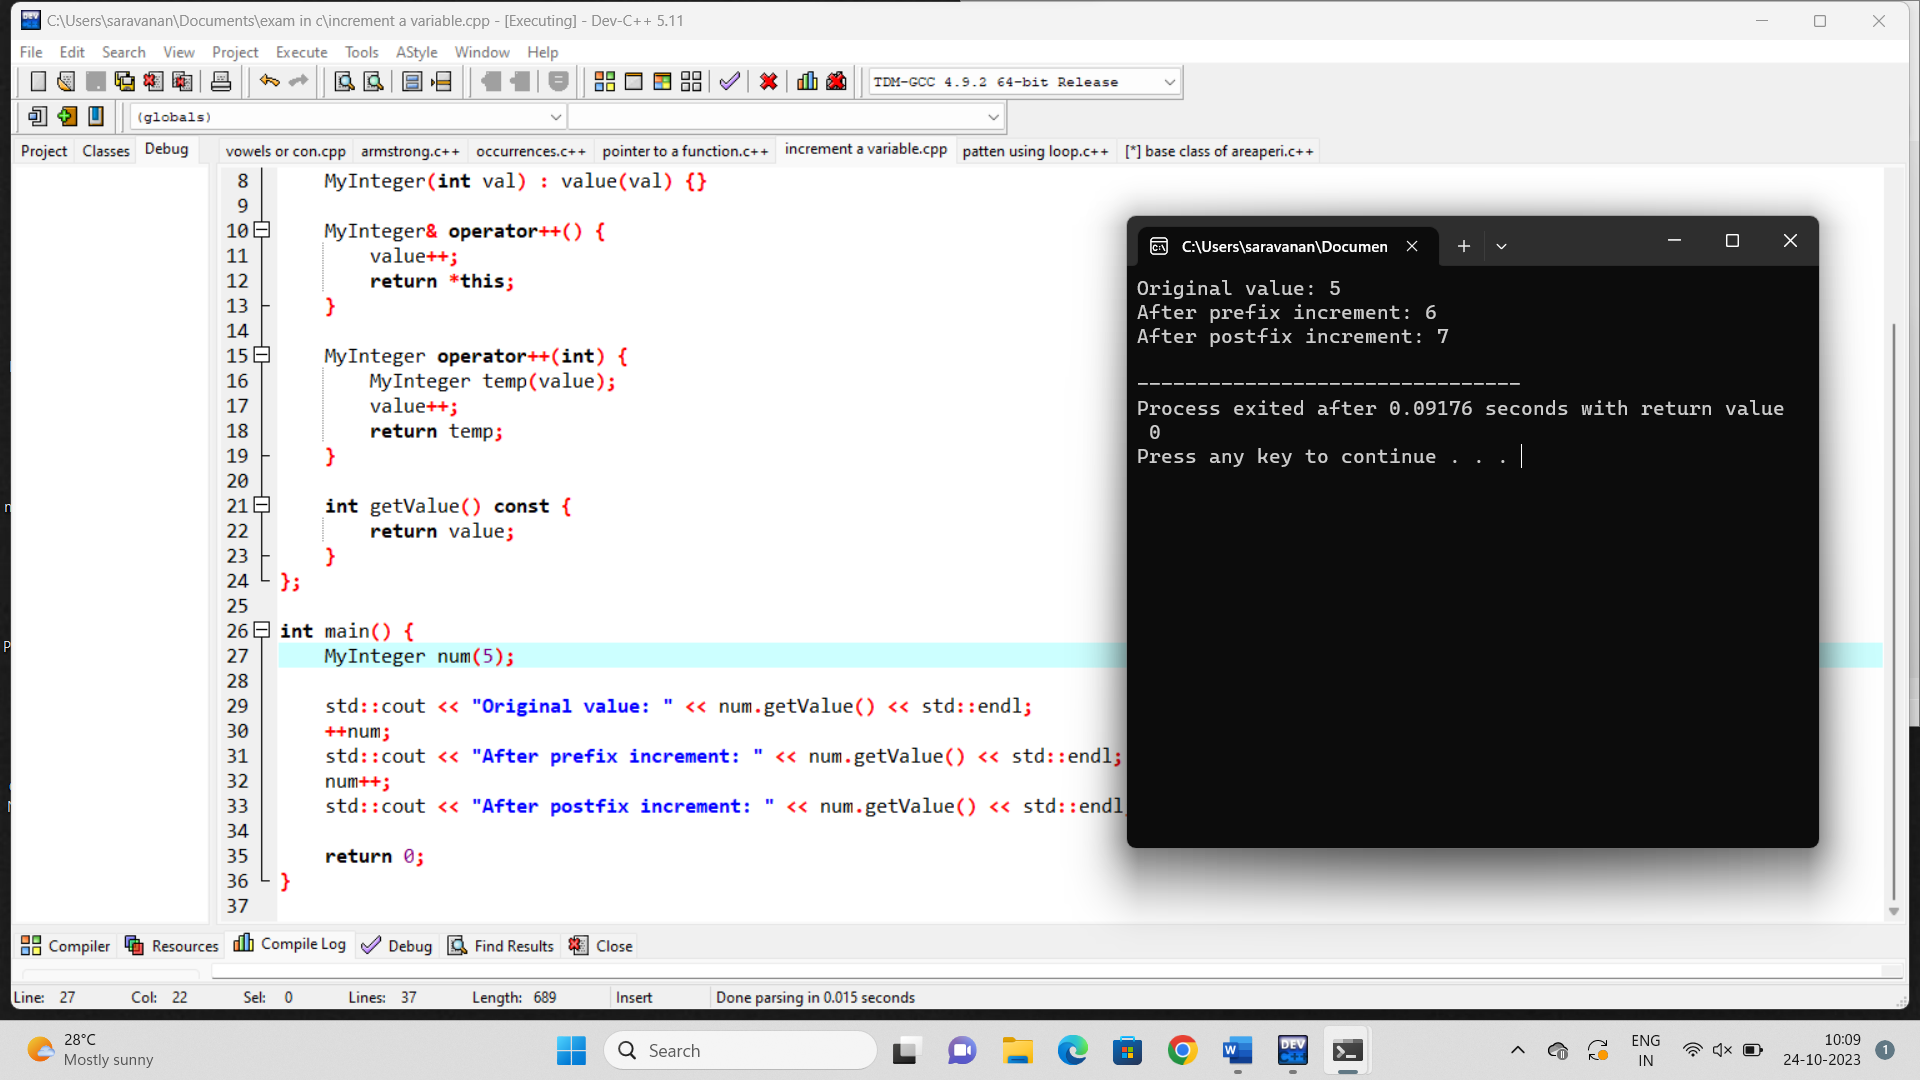 C:\Users\saravanan\Documents\exam in c\increment a variable.cpp - [Executing] - Dev-C++ 5.11
File Edit Search View Project Execute Tools AStyle Window Help
TDM-GCC 4.9.2 64-bit Release
(globals)
Project Classes Debug
vowels or con.cpp armstrong.c++ occurrences.c++ pointer to a function.c++ increment a variable.cpp patten using loop.c++ [*] base class of areaperi.c++
8 MyInteger(int val) : value(val) {}
9
10 MyInteger& operator++() {
11 value++;
12 return *this;
13 }
14
15 MyInteger operator++(int) {
16 MyInteger temp(value);
17 value++;
18 return temp;
19 }
20
21 int getValue() const {
22 return value;
23 }
24 };
25
26 int main() {
27 MyInteger num(5);
28
29 std::cout << "Original value: " << num.getValue() << std::endl;
30 ++num;
31 std::cout << "After prefix increment: " << num.getValue() << std::endl;
32 num++;
33 std::cout << "After postfix increment: " << num.getValue() << std::endl
34
35 return 0;
36 }
37
C:\Users\saravanan\Documen
Original value: 5
After prefix increment: 6
After postfix increment: 7
--------------------------------
Process exited after 0.09176 seconds with return value
0
Press any key to continue . . .
Compiler Resources Compile Log Debug Find Results Close
Line: 27 Col: 22 Sel: 0 Lines: 37 Length: 689 Insert Done parsing in 0.015 seconds
28°C
Mostly sunny
Search
DEV
C++
ENG
IN
10:09
24-10-2023
1